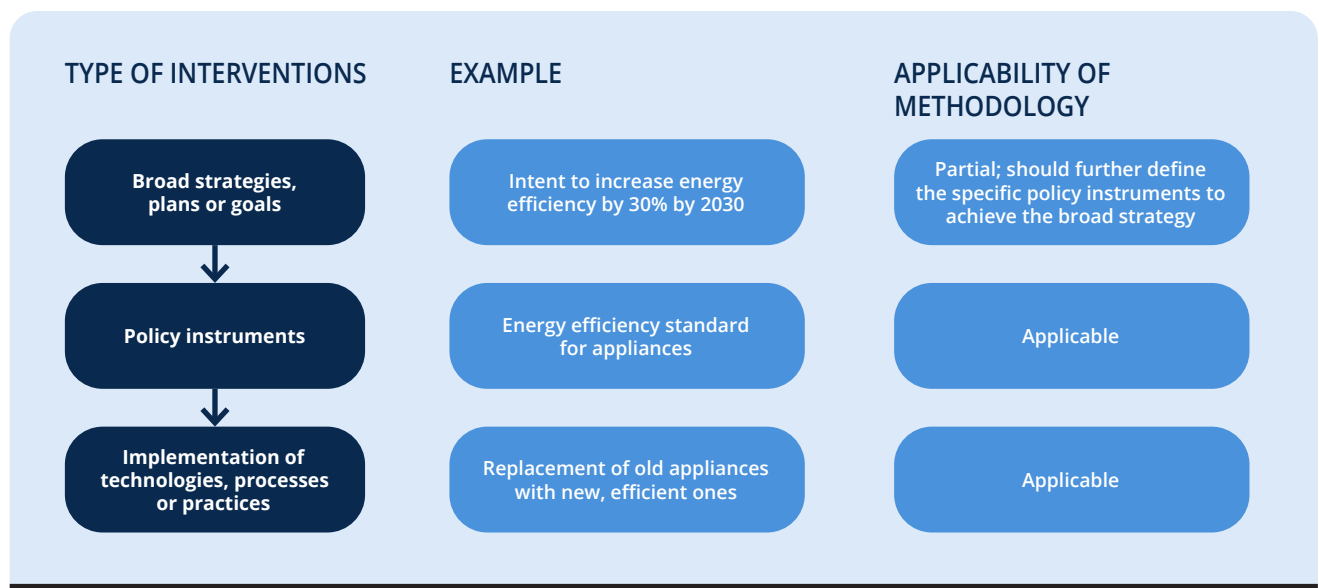 TYPE OF INTERVENTIONS
EXAMPLE
APPLICABILITY OF
METHODOLOGY
Broad strategies,
plans or goals
Intent to increase energy
efficiency by 30% by 2030
Partial; should further define
the specific policy instruments to
achieve the broad strategy
Policy instruments
Energy efficiency standard
for appliances
Applicable
Implementation of
technologies, processes
or practices
Replacement of old appliances
with new, efficient ones
Applicable